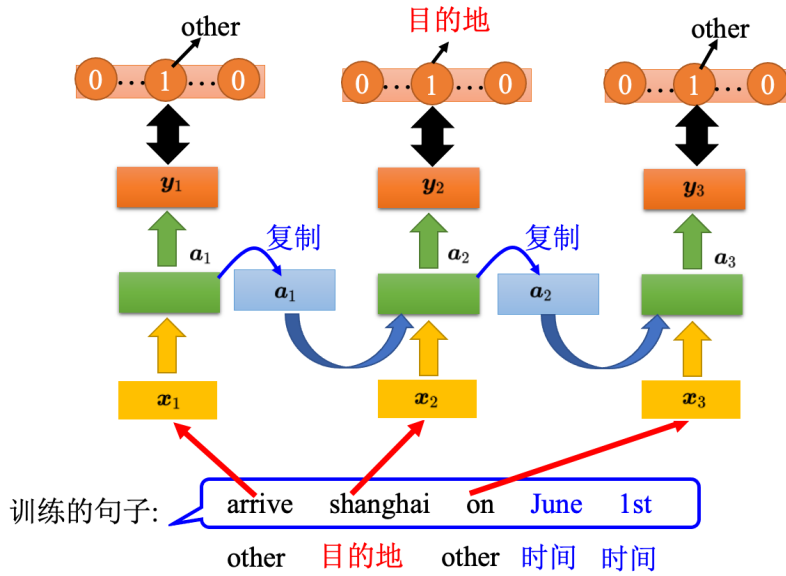 other 目的地 other
0 … 1 … 0 0 … 1 … 0 0 … 1 … 0
y₁ y₂ y₃
a₁ 复制 a₂ 复制 a₃
a₁ a₂
x₁ x₂ x₃
训练的句子: arrive shanghai on June 1st
other 目的地 other 时间 时间